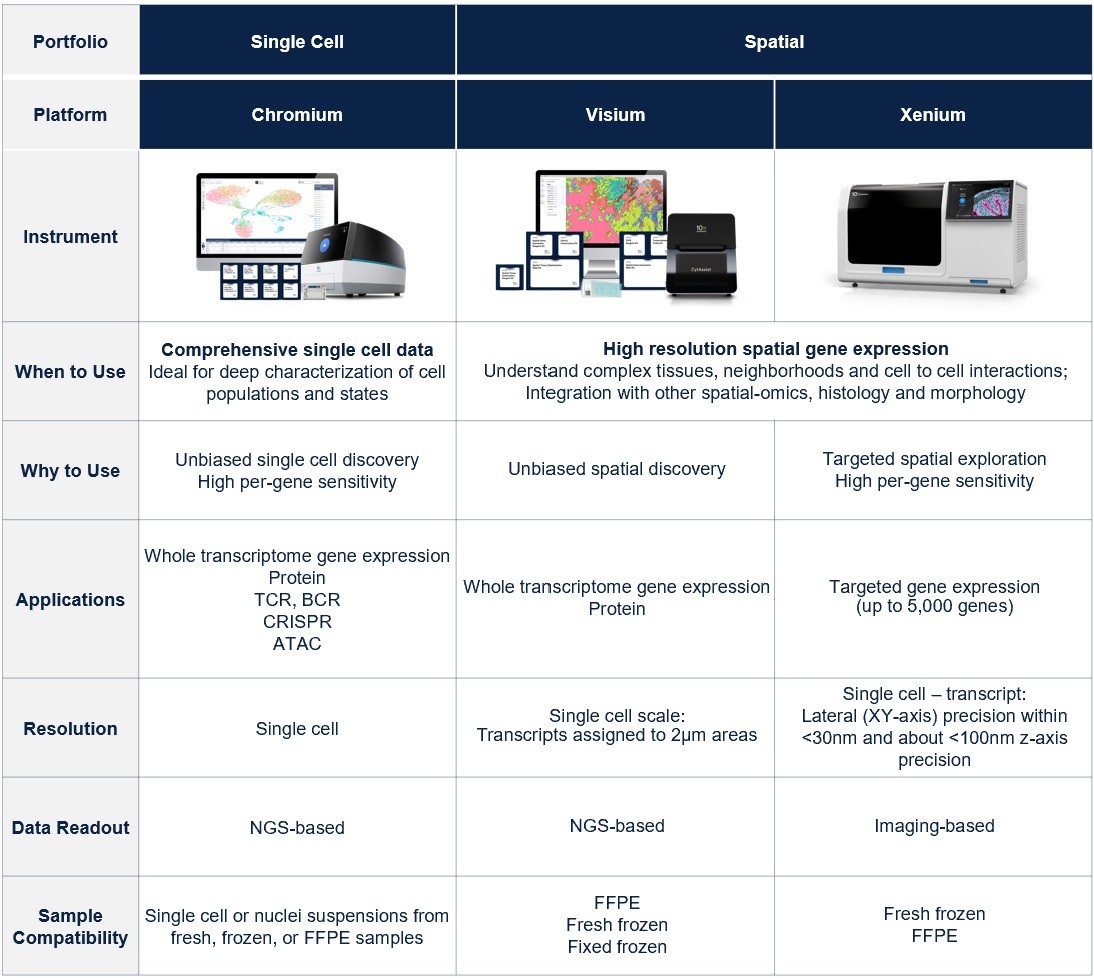 Portfolio
Single Cell
Spatial
Platform
Chromium
Visium
Xenium
Instrument
10x
CytAssist
When to Use
Comprehensive single cell data
Ideal for deep characterization of cell
populations and states
High resolution spatial gene expression
Understand complex tissues, neighborhoods and cell to cell interactions;
Integration with other spatial-omics, histology and morphology
Why to Use
Unbiased single cell discovery
High per-gene sensitivity
Unbiased spatial discovery
Targeted spatial exploration
High per-gene sensitivity
Applications
Whole transcriptome gene expression
Protein
TCR, BCR
CRISPR
ATAC
Whole transcriptome gene expression
Protein
Targeted gene expression
(up to 5,000 genes)
Resolution
Single cell
Single cell scale:
Transcripts assigned to 2µm areas
Single cell – transcript:
Lateral (XY-axis) precision within
<30nm and about <100nm z-axis
precision
Data Readout
NGS-based
NGS-based
Imaging-based
Sample
Compatibility
Single cell or nuclei suspensions from
fresh, frozen, or FFPE samples
FFPE
Fresh frozen
Fixed frozen
Fresh frozen
FFPE